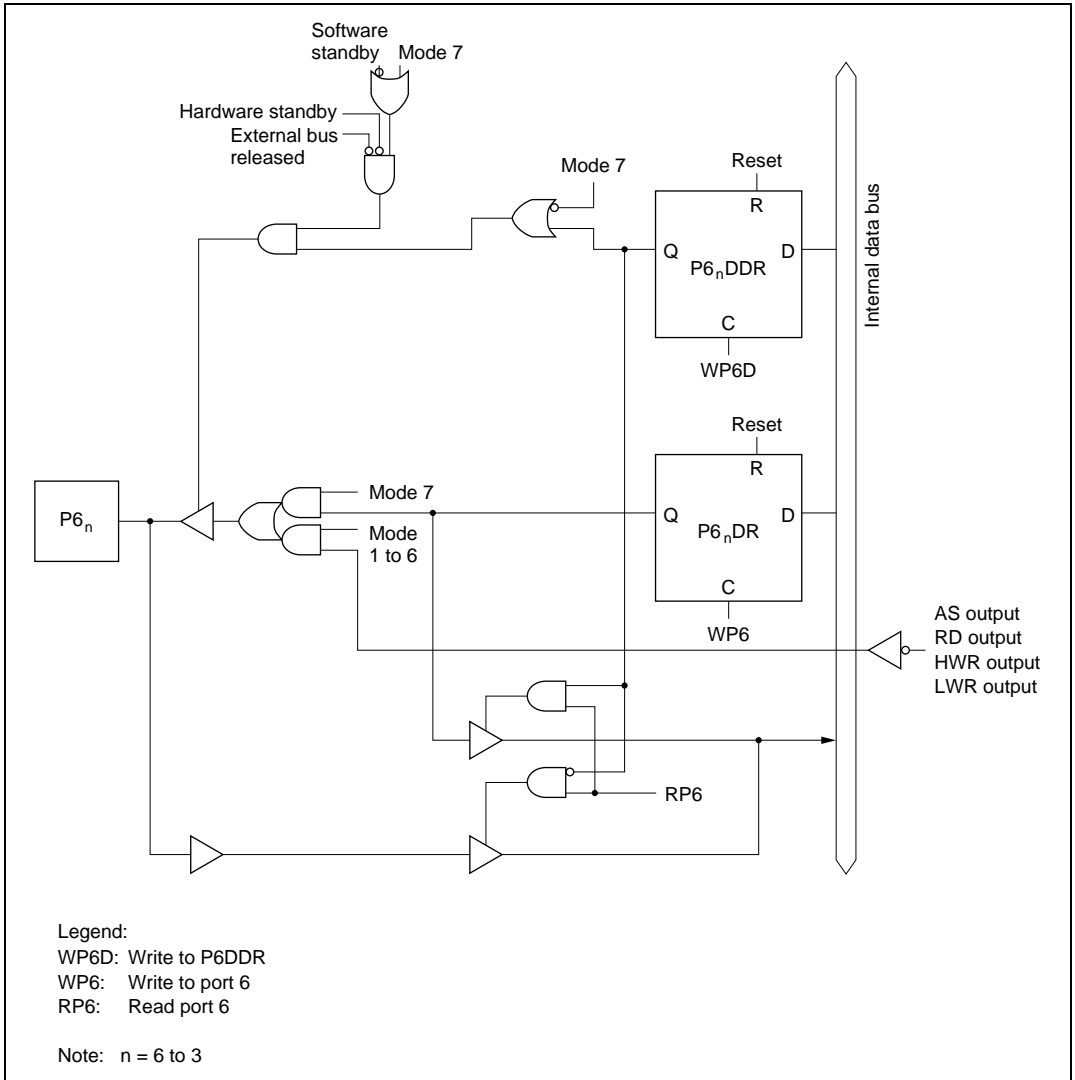 Software
standby Mode 7
Hardware standby
External bus
released
Mode 7
Reset
R
Q P6nDDR D
C
WP6D
Internal data bus
Reset
R
P6n
Mode 7
Mode
1 to 6
Q P6nDR D
C
WP6
AS output
RD output
HWR output
LWR output
RP6
Legend:
WP6D: Write to P6DDR
WP6: Write to port 6
RP6: Read port 6
Note: n = 6 to 3